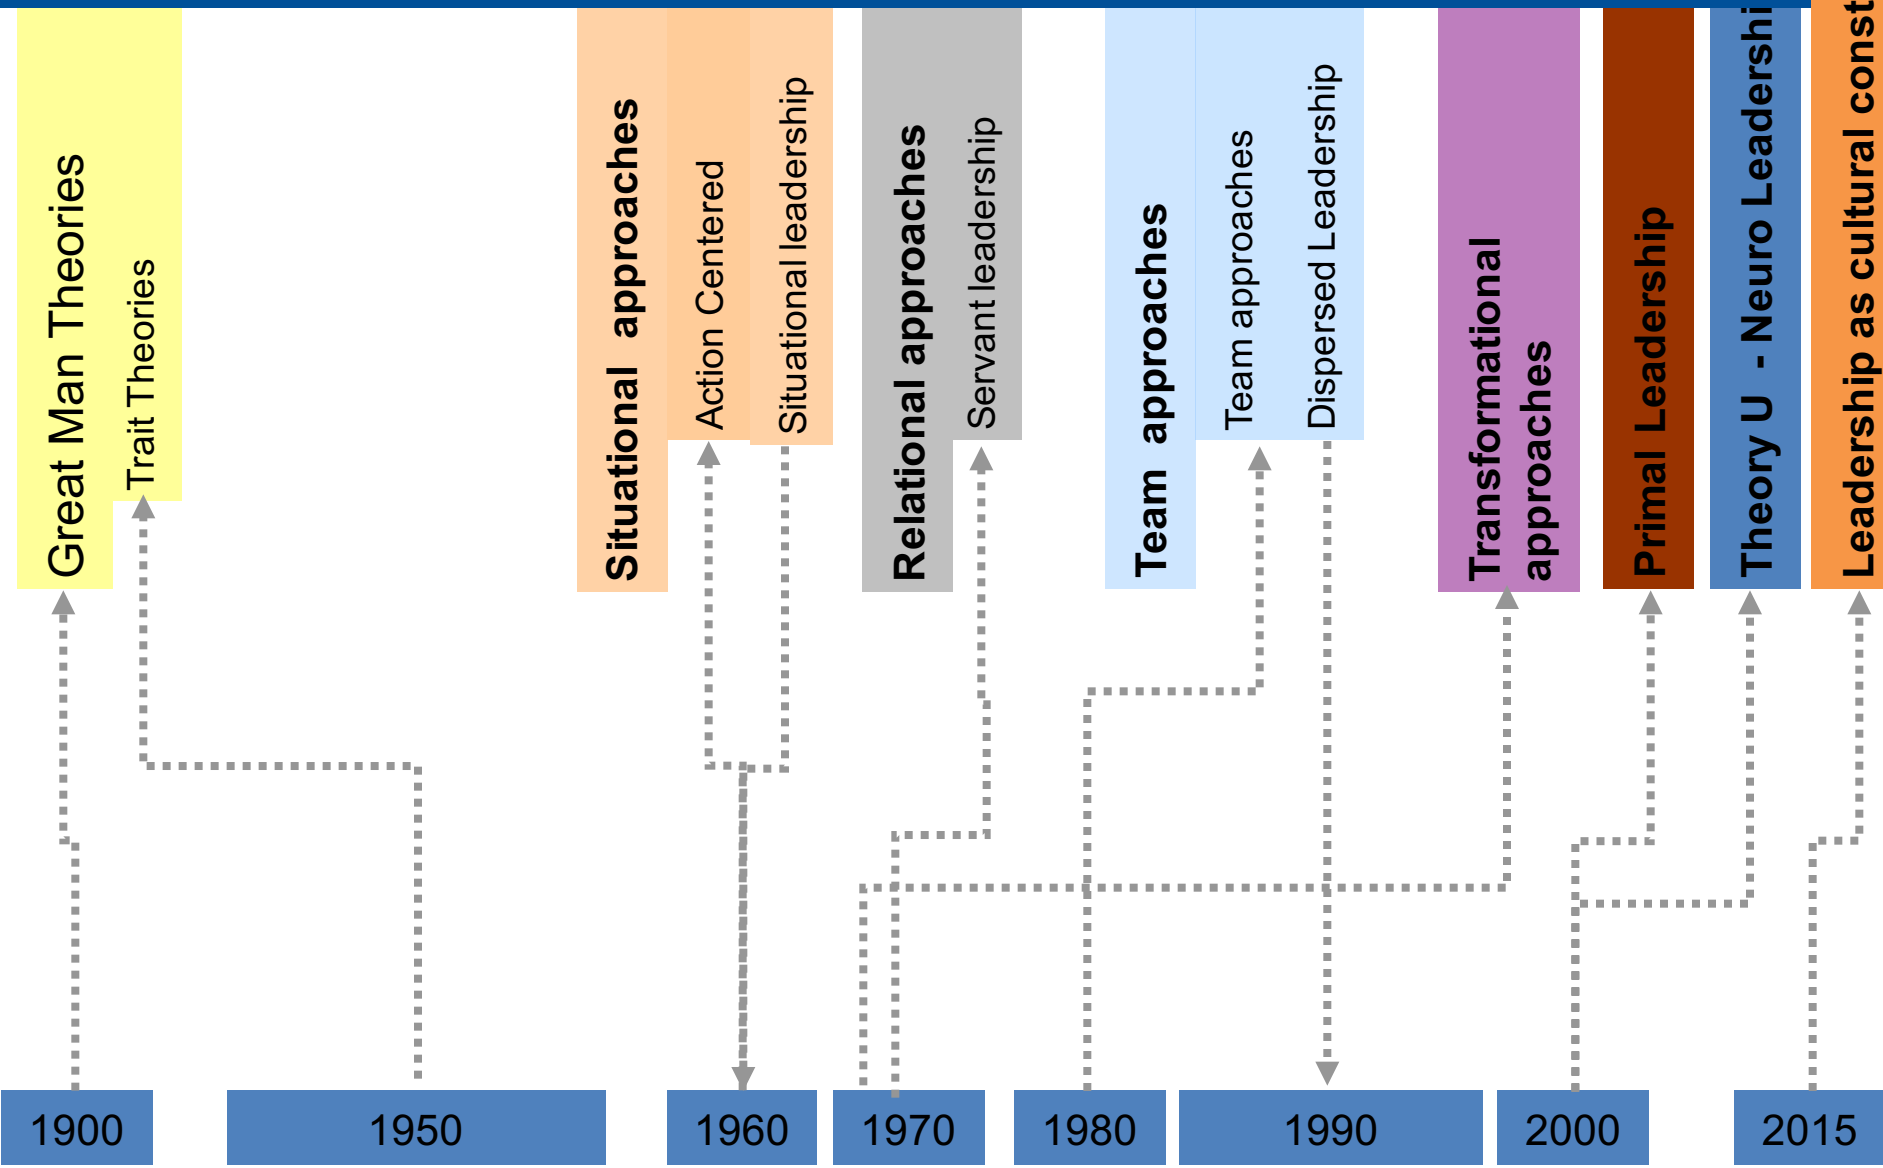 Great Man Theories
Trait Theories
Situational approaches
Action Centered
Situational leadership
Relational approaches
Servant leadership
Team approaches
Team approaches
Dispersed Leadership
Transformational
approaches
Primal Leadership
Theory U - Neuro Leadershi
Leadership as cultural const
1900
1950
1960
1970
1980
1990
2000
2015